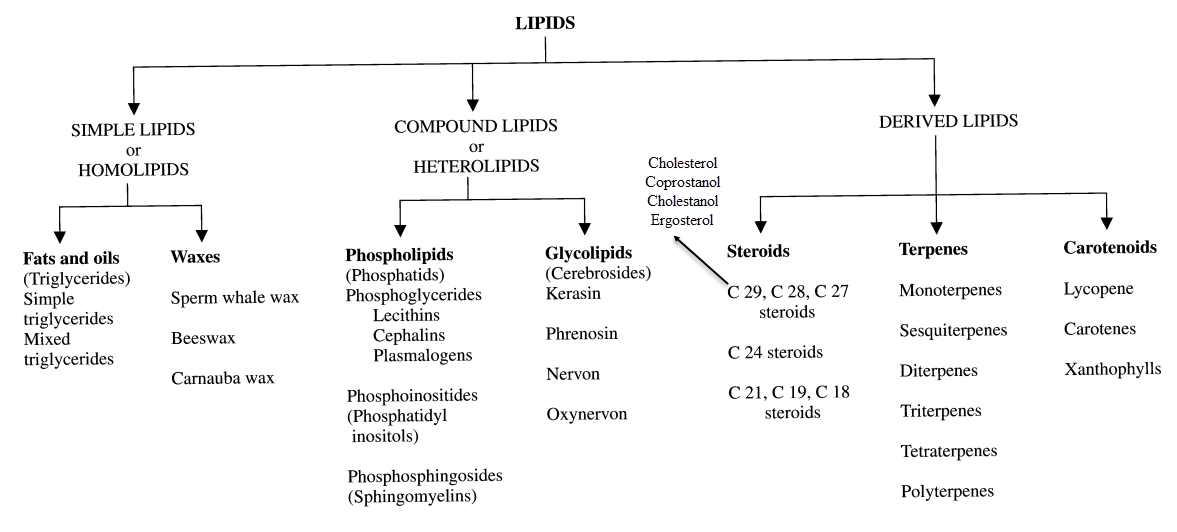 LIPIDS
SIMPLE LIPIDS
or
HOMOLIPIDS
COMPOUND LIPIDS
or
HETEROLIPIDS
DERIVED LIPIDS
Cholesterol
Coprostanol
Cholestanol
Ergosterol
Fats and oils
(Triglycerides)
Simple
triglycerides
Mixed
triglycerides
Waxes
Sperm whale wax
Beeswax
Carnauba wax
Phospholipids
(Phosphatids)
Phosphoglycerides
Lecithins
Cephalins
Plasmalogens
Phosphoinositides
(Phosphatidyl
inositols)
Phosphosphingosides
(Sphingomyelins)
Glycolipids
(Cerebrosides)
Kerasin
Phrenosin
Nervon
Oxynervon
Steroids
C 29, C 28, C 27
steroids
C 24 steroids
C 21, C 19, C 18
steroids
Terpenes
Monoterpenes
Sesquiterpenes
Diterpenes
Triterpenes
Tetraterpenes
Polyterpenes
Carotenoids
Lycopene
Carotenes
Xanthophylls